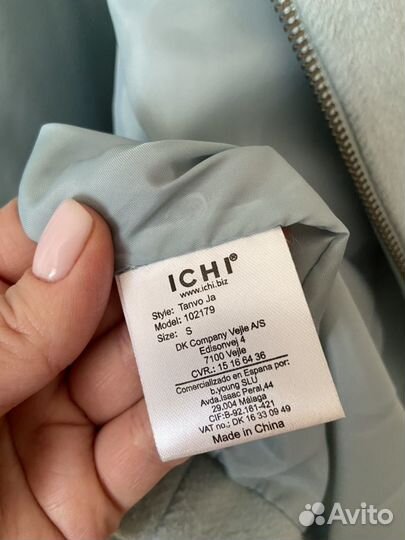 ICHI®
www.ichi.biz
Style: Tanvo Ja
Model: 102179
Size: S
DK Company Vejle A/S
Edisonvej 4
7100 Vejle
CVR.: 15 16 64 36
Comercializado en Espana por:
b.young SLU
Avda.Isaac Peral,44
29.004 Málaga
CIF:B-92.161-421
VAT no.: DK 16 33 09 49
Made in China
Avito